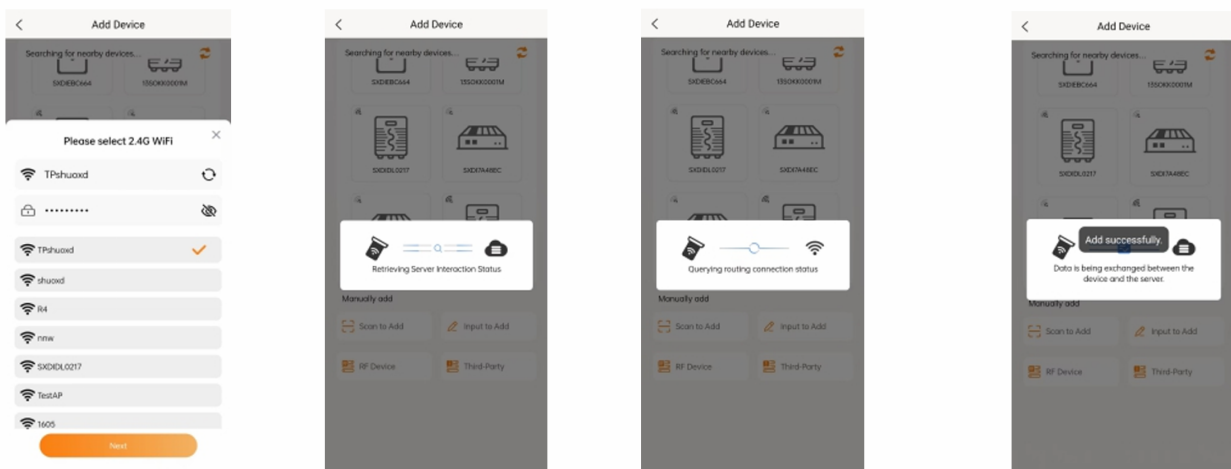 Add Device
Searching for nearby devices...
SXDIEBC664
13SOKK0001M
Please select 2.4G WiFi
TPshuoxd
•••••••••
TPshuoxd
shuoxd
R4
nnw
SXDIDL0217
TestAP
1605
Next
Add Device
Searching for nearby devices...
SXDIEBC664
13SOKK0001M
SXDIDL0217
SXDI7A48EC
Retrieving Server Interaction Status
Manually add
Scan to Add
Input to Add
RF Device
Third-Party
Add Device
Searching for nearby devices...
SXDIEBC664
13SOKK0001M
SXDIDL0217
SXDI7A48EC
Querying routing connection status
Manually add
Scan to Add
Input to Add
RF Device
Third-Party
Add Device
Searching for nearby devices...
SXDIEBC664
13SOKK0001M
SXDIDL0217
SXDI7A48EC
Add successfully.
Data is being exchanged between the
device and the server.
Manually add
Scan to Add
Input to Add
RF Device
Third-Party